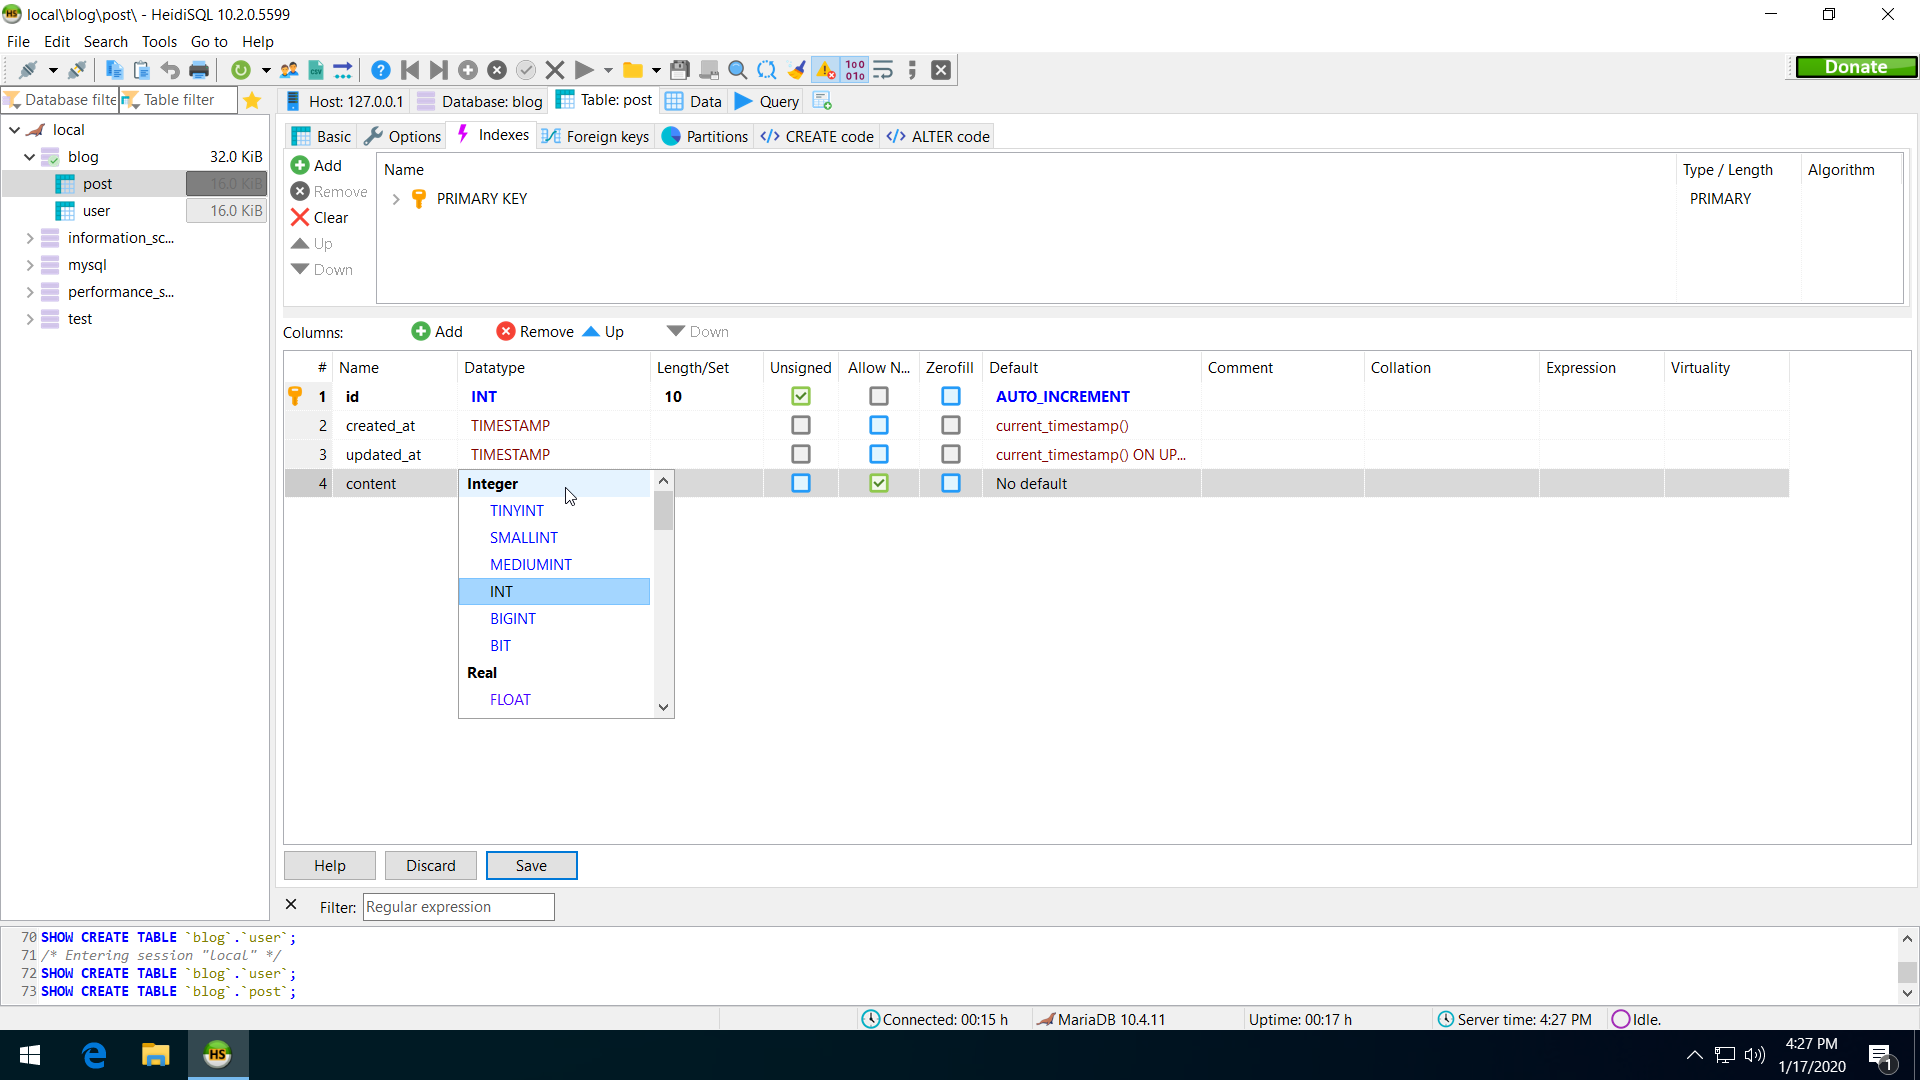 local\blog\post\ - HeidiSQL 10.2.0.5599
File Edit Search Tools Go to Help
Donate
Database filte Table filter
Host: 127.0.0.1 Database: blog Table: post Data Query
local
blog 32.0 KiB
post 16.0 KiB
user 16.0 KiB
information_sc...
mysql
performance_s...
test
Basic Options Indexes Foreign keys Partitions CREATE code ALTER code
Add
Remove
Clear
Up
Down
Name Type / Length Algorithm
PRIMARY KEY PRIMARY
Columns: Add Remove Up Down
# Name Datatype Length/Set Unsigned Allow N... Zerofill Default Comment Collation Expression Virtuality
1 id INT 10 AUTO_INCREMENT
2 created_at TIMESTAMP current_timestamp()
3 updated_at TIMESTAMP current_timestamp() ON UP...
4 content No default
Integer
TINYINT
SMALLINT
MEDIUMINT
INT
BIGINT
BIT
Real
FLOAT
Help Discard Save
Filter: Regular expression
70 SHOW CREATE TABLE `blog`.`user`;
71 /* Entering session "local" */
72 SHOW CREATE TABLE `blog`.`user`;
73 SHOW CREATE TABLE `blog`.`post`;
Connected: 00:15 h MariaDB 10.4.11 Uptime: 00:17 h Server time: 4:27 PM Idle.
HS
4:27 PM
1/17/2020
1